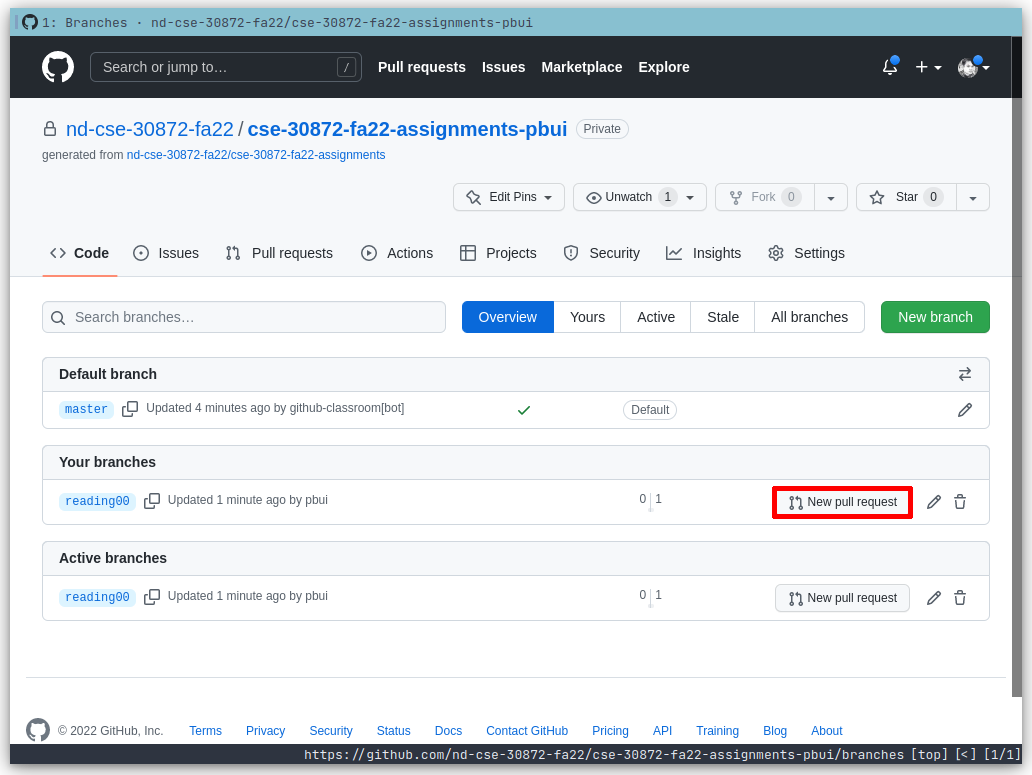 1: Branches · nd-cse-30872-fa22/cse-30872-fa22-assignments-pbui
Search or jump to… / Pull requests Issues Marketplace Explore
nd-cse-30872-fa22 / cse-30872-fa22-assignments-pbui Private
generated from nd-cse-30872-fa22/cse-30872-fa22-assignments
Edit Pins Unwatch 1 Fork 0 Star 0
Code Issues Pull requests Actions Projects Security Insights Settings
Search branches… Overview Yours Active Stale All branches New branch
Default branch
master Updated 4 minutes ago by github-classroom[bot] Default
Your branches
reading00 Updated 1 minute ago by pbui 0 1 New pull request
Active branches
reading00 Updated 1 minute ago by pbui 0 1 New pull request
© 2022 GitHub, Inc. Terms Privacy Security Status Docs Contact GitHub Pricing API Training Blog About
https://github.com/nd-cse-30872-fa22/cse-30872-fa22-assignments-pbui/branches [top] [<] [1/1]